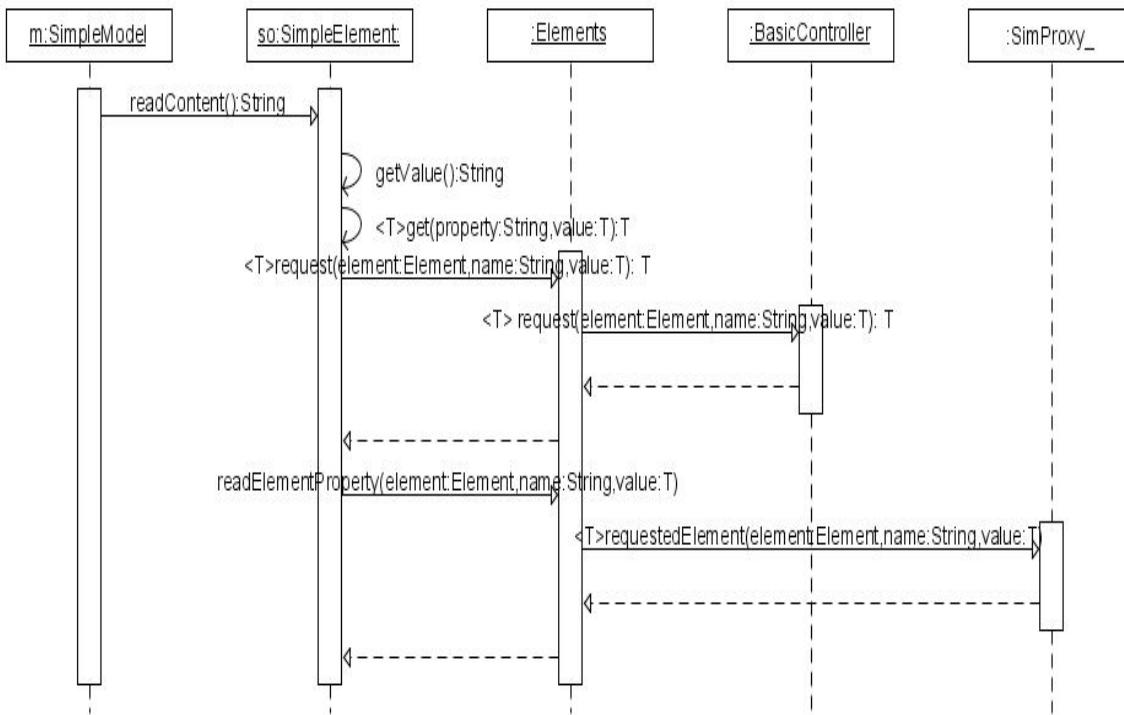 m:SimpleModel
so:SimpleElement:
:Elements
:BasicController
:SimProxy_
readContent():String
getValue():String
<T>get(property:String,value:T):T
<T>request(element:Element,name:String,value:T): T
<T> request(element:Element,name:String,value:T): T
readElementProperty(element:Element,name:String,value:T)
<T>requestedElement(element:Element,name:String,value:T)